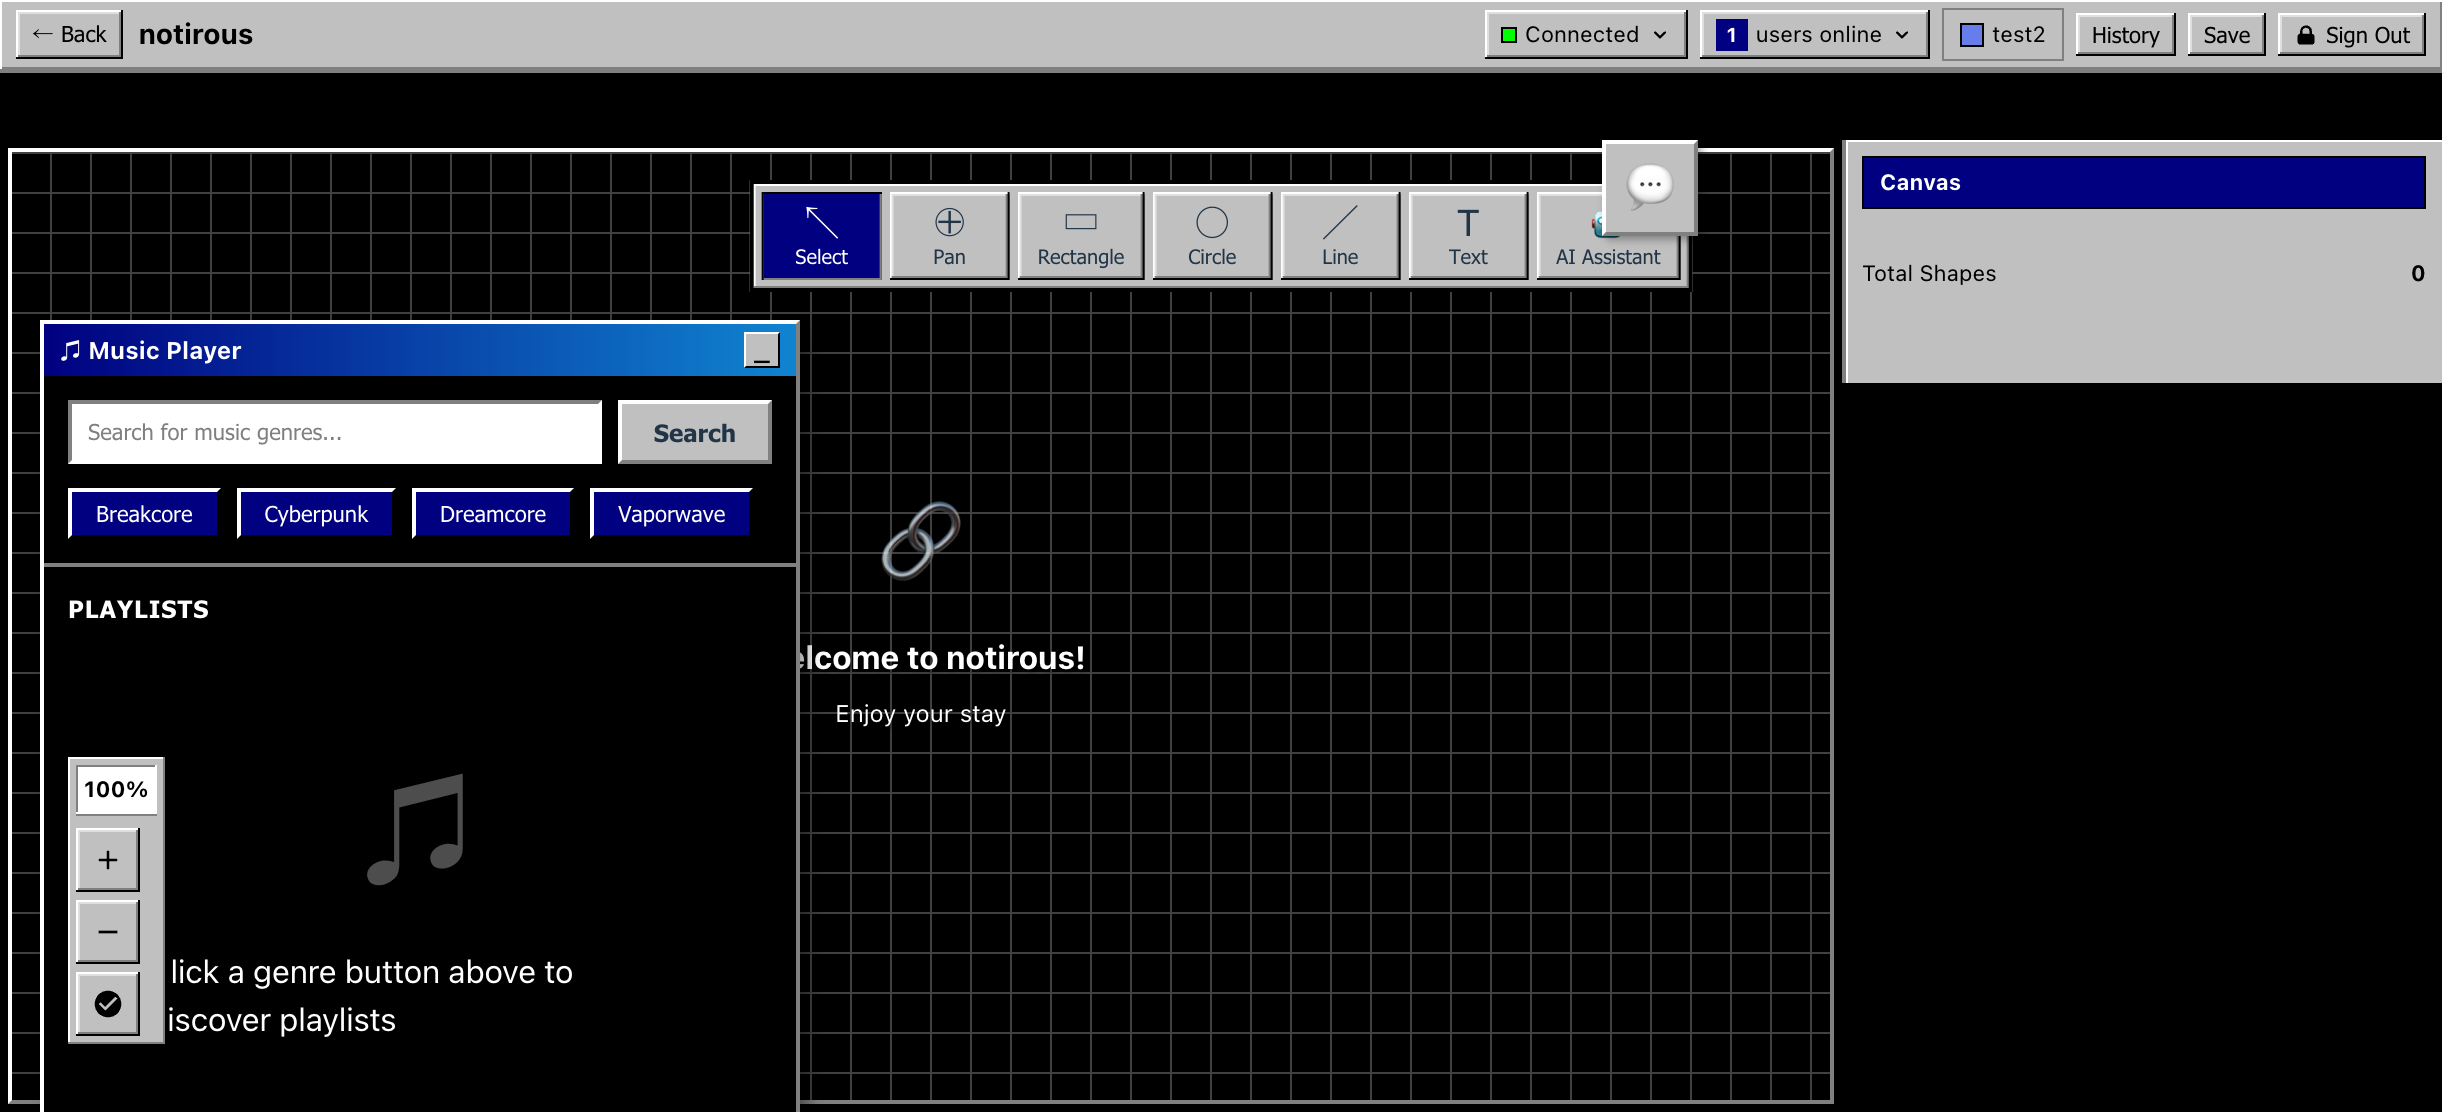 ← Back
notirous
Connected
1 users online
test2
History
Save
Sign Out
Select
Pan
Rectangle
Circle
Line
Text
AI Assistant
Canvas
Total Shapes 0
Music Player
_
Search for music genres...
Search
Breakcore
Cyberpunk
Dreamcore
Vaporwave
PLAYLISTS
elcome to notirous!
Enjoy your stay
100%
+
−
lick a genre button above to
iscover playlists